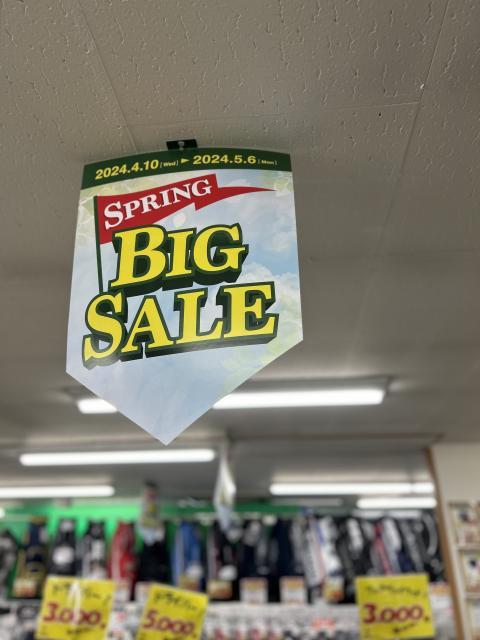 2024.4.10[Wed] ▶ 2024.5.6[Mon]
SPRING
BIG
SALE
3,000
5,000
3,000